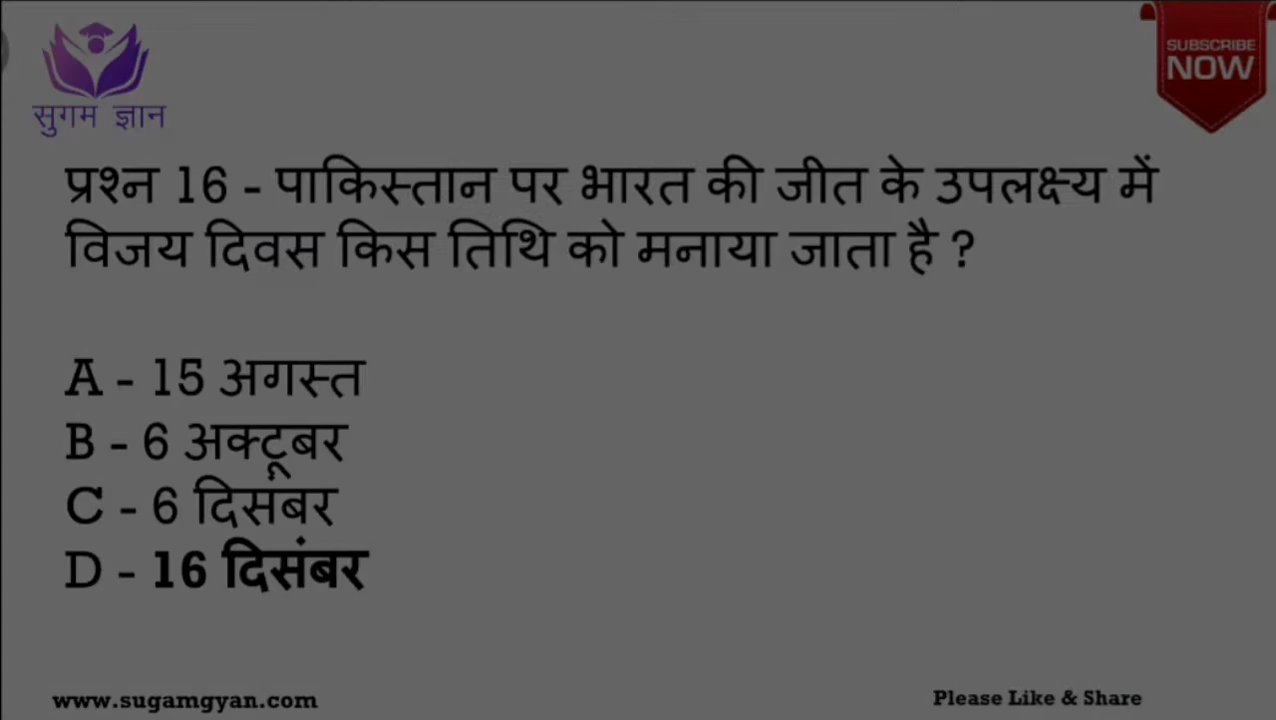 सुगम ज्ञान
SUBSCRIBE
NOW
प्रश्न 16 - पाकिस्तान पर भारत की जीत के उपलक्ष्य में
विजय दिवस किस तिथि को मनाया जाता है ?
A - 15 अगस्त
B - 6 अक्टूबर
C - 6 दिसंबर
D - 16 दिसंबर
www.sugamgyan.com
Please Like & Share